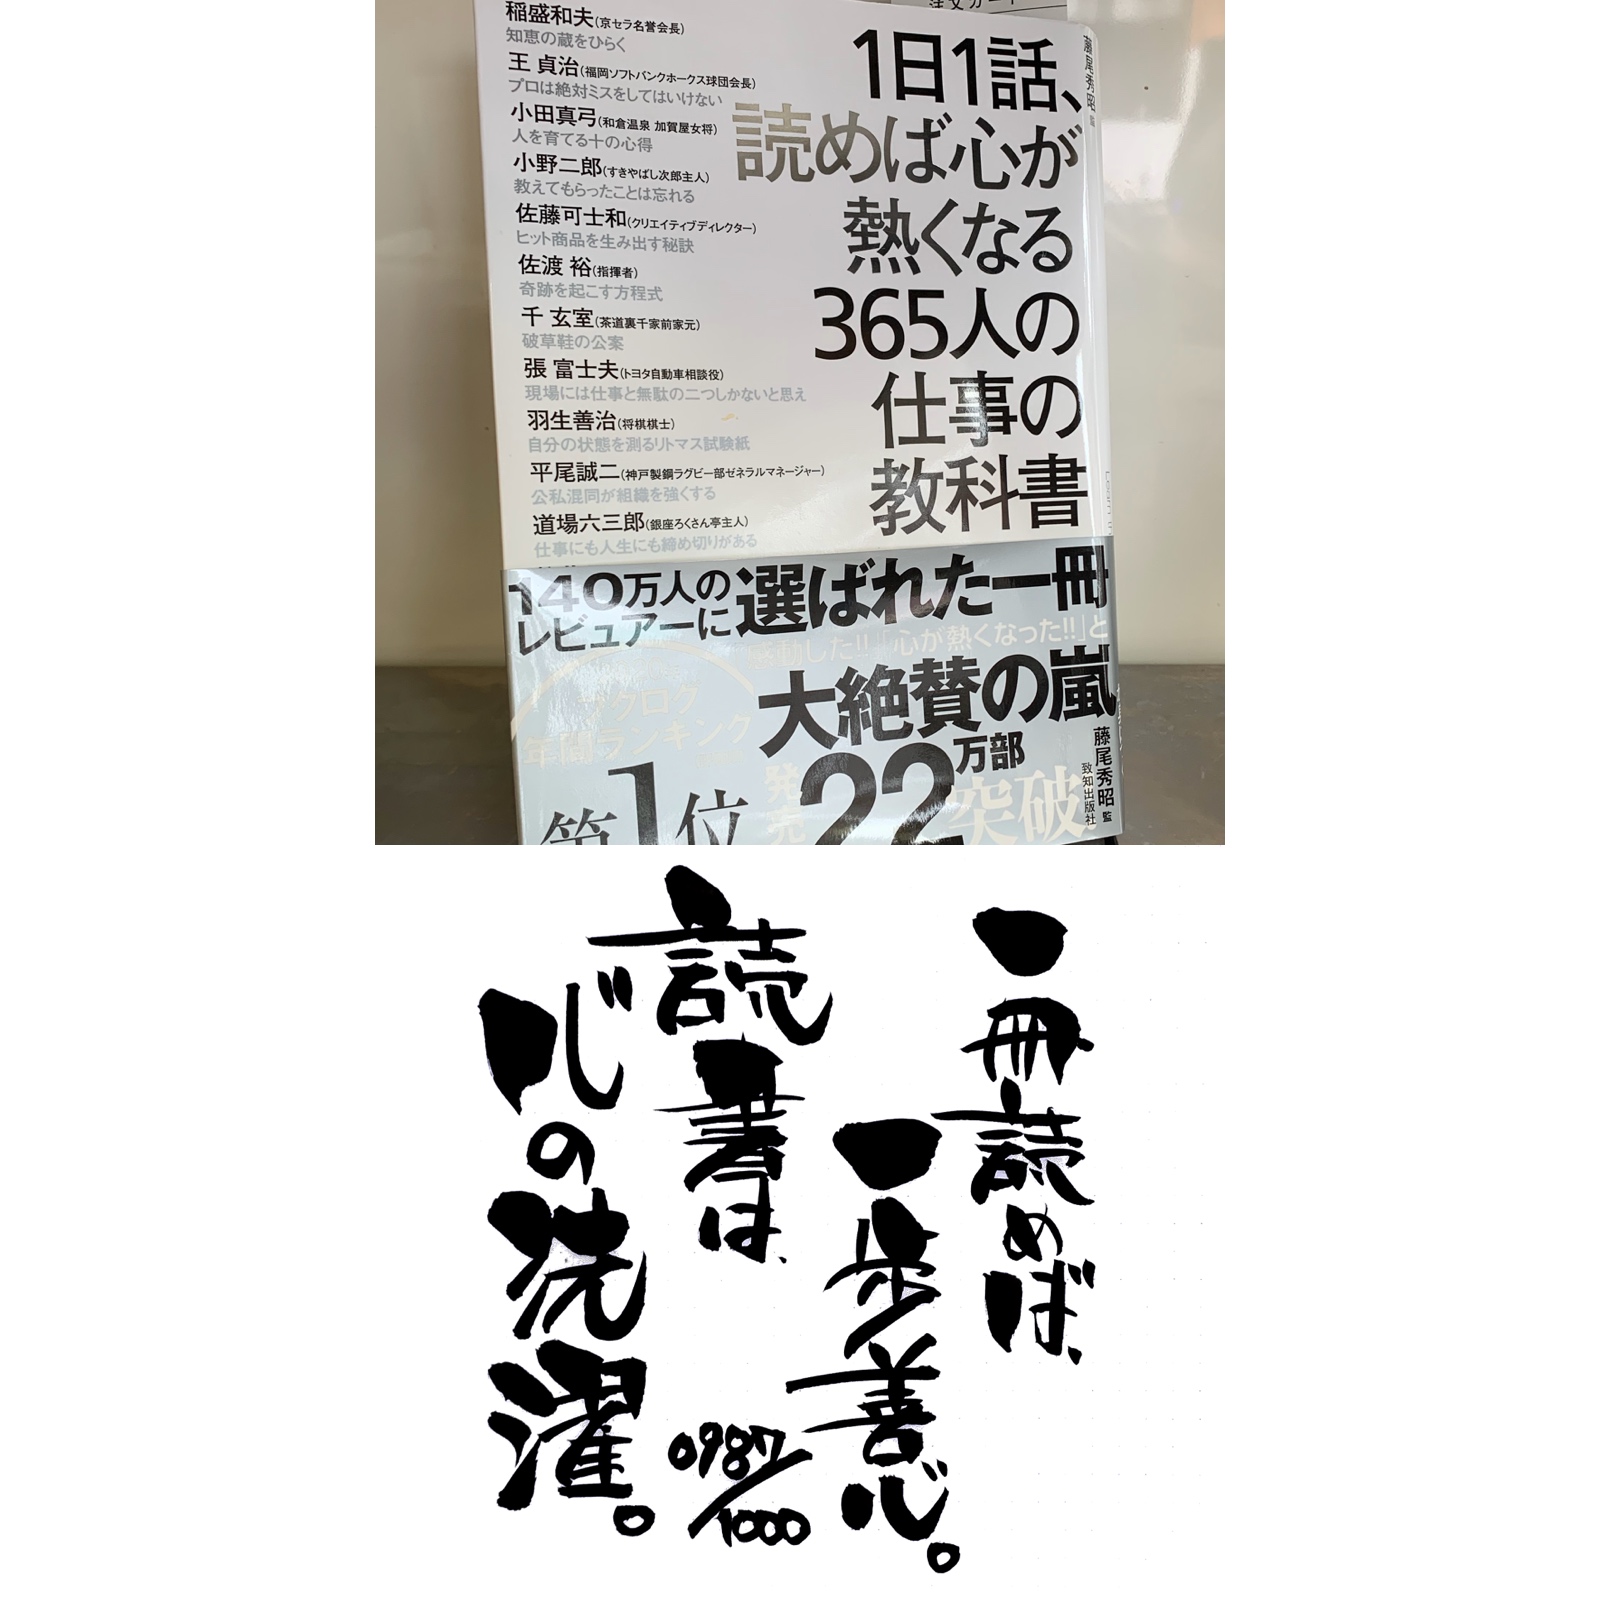 稲盛和夫(京セラ名誉会長)
知恵の蔵をひらく
王 貞治(福岡ソフトバンクホークス球団会長)
プロは絶対ミスをしてはいけない
小田真弓(和倉温泉 加賀屋女将)
人を育てる十の心得
小野二郎(すきやばし次郎主人)
教えてもらったことは忘れる
佐藤可士和(クリエイティブディレクター)
ヒット商品を生み出す秘訣
佐渡 裕(指揮者)
奇跡を起こす方程式
千 玄室(茶道裏千家前家元)
破草鞋の公案
張 富士夫(トヨタ自動車相談役)
現場には仕事と無駄の二つしかないと思え
羽生善治(将棋棋士)
自分の状態を測るリトマス試験紙
平尾誠二(神戸製鋼ラグビー部ゼネラルマネージャー)
公私混同が組織を強くする
道場六三郎(銀座ろくさん亭主人)
仕事にも人生にも締め切りがある
1日1話、
読めば心が
熱くなる
365人の
仕事の
教科書
藤尾秀昭 監
140万人の
レビュアーに
選ばれた一冊
感動した!!」「心が熱くなった!!」と
大絶賛の嵐
ブクログ
年間ランキング
第1位
発売
22万部
突破!
藤尾秀昭 監
致知出版社
一冊読めば、
一歩善心。
読書は、
心の洗濯。
0987/1000